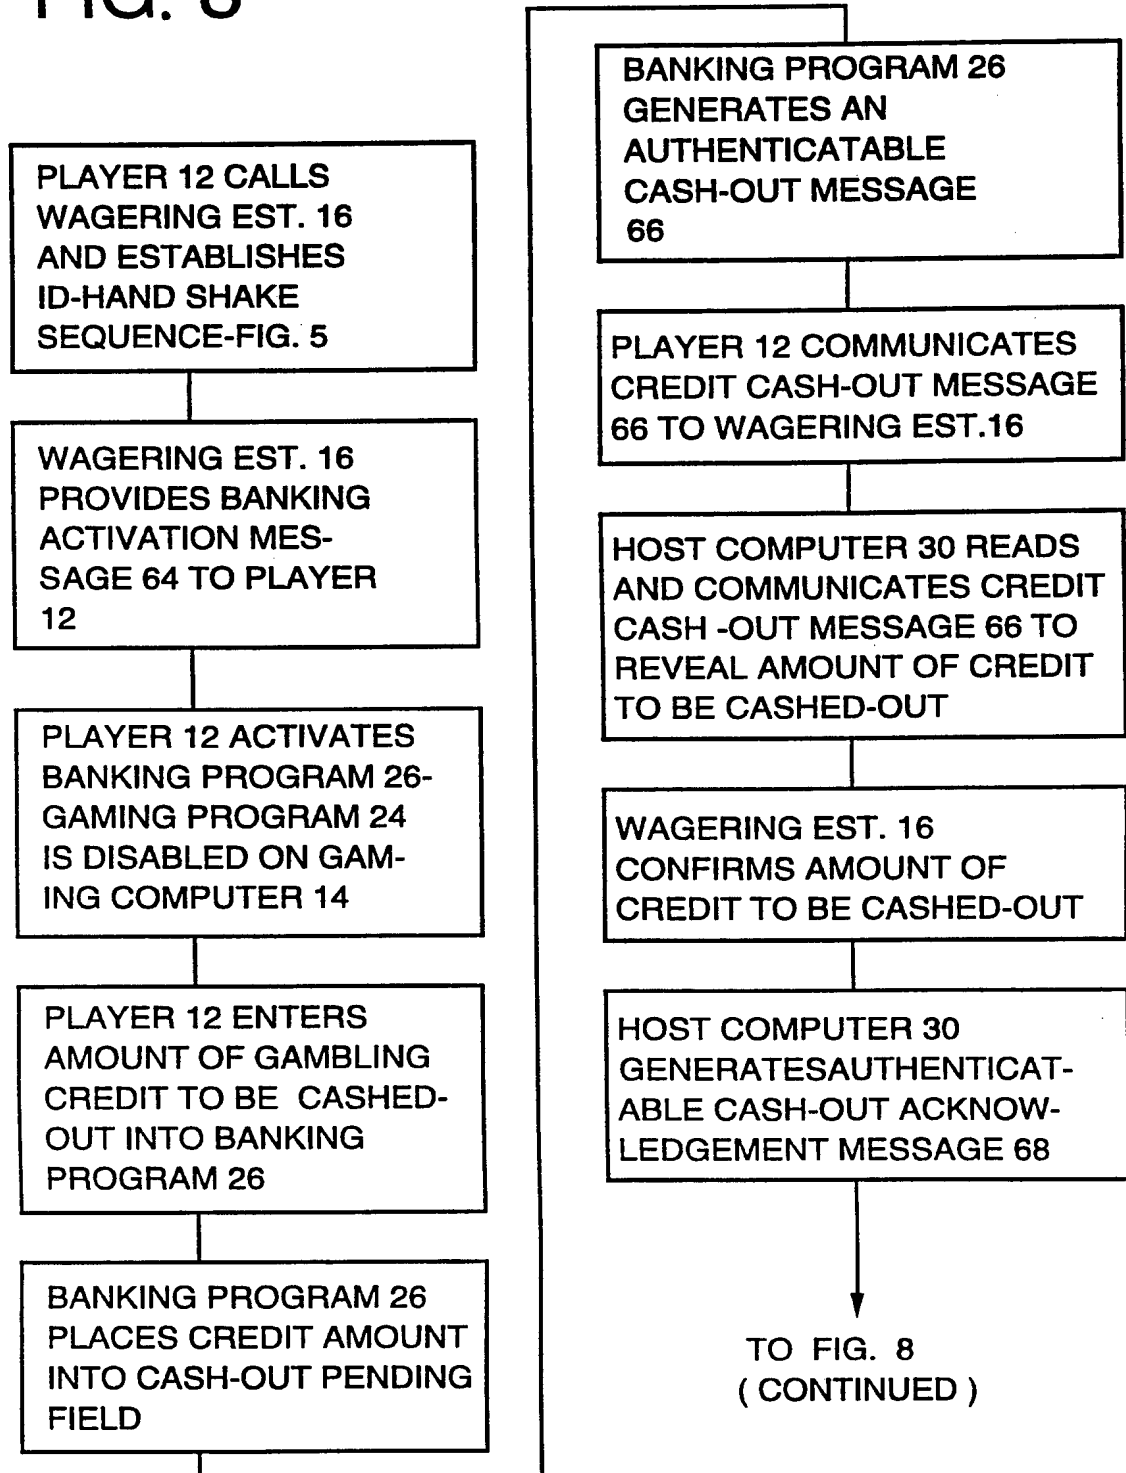 FIG. 8
PLAYER 12 CALLS
WAGERING EST. 16
AND ESTABLISHES
ID-HAND SHAKE
SEQUENCE-FIG. 5
WAGERING EST. 16
PROVIDES BANKING
ACTIVATION MES-
SAGE 64 TO PLAYER
12
PLAYER 12 ACTIVATES
BANKING PROGRAM 26-
GAMING PROGRAM 24
IS DISABLED ON GAM-
ING COMPUTER 14
PLAYER 12 ENTERS
AMOUNT OF GAMBLING
CREDIT TO BE CASHED-
OUT INTO BANKING
PROGRAM 26
BANKING PROGRAM 26
PLACES CREDIT AMOUNT
INTO CASH-OUT PENDING
FIELD
BANKING PROGRAM 26
GENERATES AN
AUTHENTICATABLE
CASH-OUT MESSAGE
66
PLAYER 12 COMMUNICATES
CREDIT CASH-OUT MESSAGE
66 TO WAGERING EST.16
HOST COMPUTER 30 READS
AND COMMUNICATES CREDIT
CASH -OUT MESSAGE 66 TO
REVEAL AMOUNT OF CREDIT
TO BE CASHED-OUT
WAGERING EST. 16
CONFIRMS AMOUNT OF
CREDIT TO BE CASHED-OUT
HOST COMPUTER 30
GENERATESAUTHENTICAT-
ABLE CASH-OUT ACKNOW-
LEDGEMENT MESSAGE 68
TO FIG. 8
( CONTINUED )